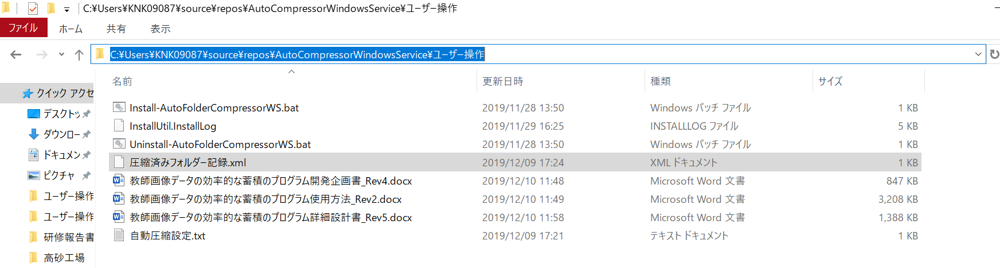 C:¥Users¥KNK09087¥source¥repos¥AutoCompressorWindowsService¥ユーザー操作
ファイル ホーム 共有 表示
C:¥Users¥KNK09087¥source¥repos¥AutoCompressorWindowsService¥ユーザー操作
名前 更新日時 種類 サイズ
クイック アクセ
デスクトッ
ダウンロー
ドキュメン
ピクチャ
ユーザー操作
ユーザー操作
研修報告書
高砂工場
Install-AutoFolderCompressorWS.bat 2019/11/28 13:50 Windows バッチ ファイル 1 KB
InstallUtil.InstallLog 2019/11/29 16:25 INSTALLLOG ファイル 5 KB
Uninstall-AutoFolderCompressorWS.bat 2019/11/28 13:50 Windows バッチ ファイル 1 KB
圧縮済みフォルダー記録.xml 2019/12/09 17:24 XML ドキュメント 1 KB
教師画像データの効率的な蓄積のプログラム開発企画書_Rev4.docx 2019/12/10 11:48 Microsoft Word 文書 847 KB
教師画像データの効率的な蓄積のプログラム使用方法_Rev2.docx 2019/12/10 11:49 Microsoft Word 文書 3,208 KB
教師画像データの効率的な蓄積のプログラム詳細設計書_Rev5.docx 2019/12/10 11:58 Microsoft Word 文書 1,388 KB
自動圧縮設定.txt 2019/12/09 17:21 テキスト ドキュメント 1 KB